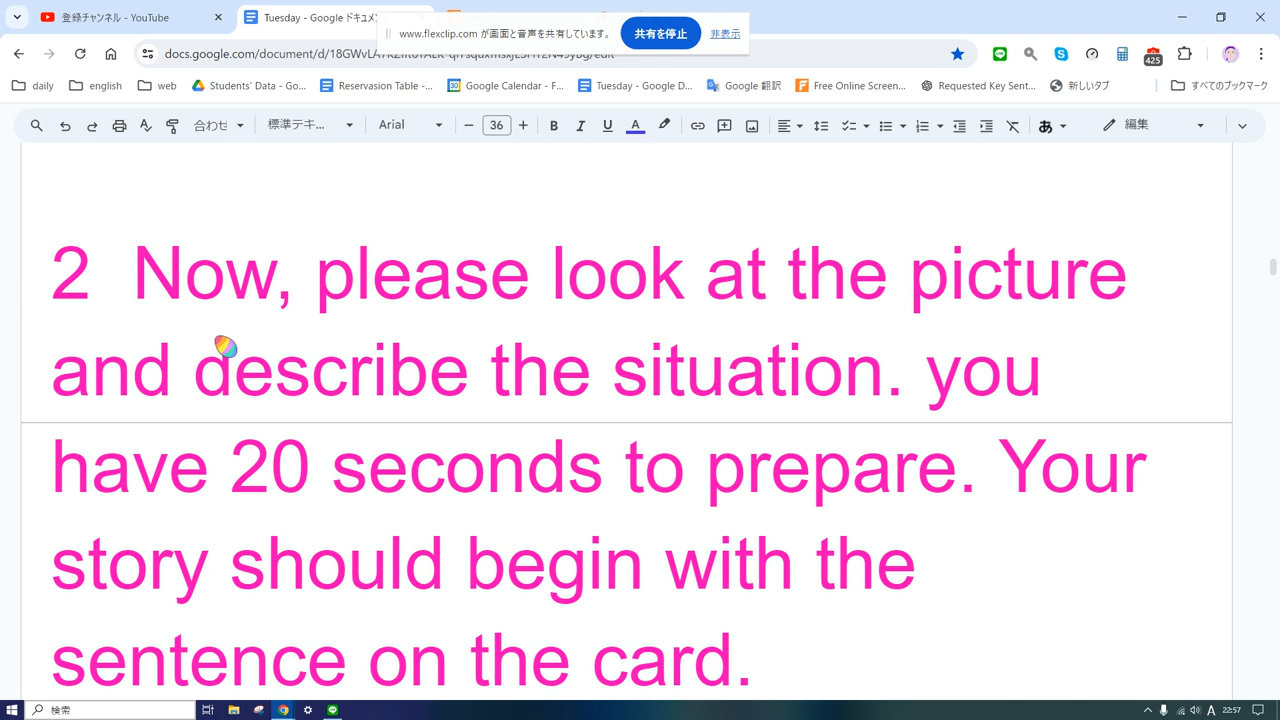 登録チャンネル - YouTube
Tuesday - Google ドキュメン
www.flexclip.com が画面と音声を共有しています。
共有を停止
非表示
425
daily
english
web
Students' Data - Go...
Reservasion Table -...
Google Calendar - F...
Tuesday - Google D...
Google 翻訳
Free Online Screen...
Requested Key Sent...
新しいタブ
すべてのブックマーク
合わせ
標準テキ...
Arial
36
編集
2 Now, please look at the picture
and describe the situation. you
have 20 seconds to prepare. Your
story should begin with the
sentence on the card.
検索
A
22:57